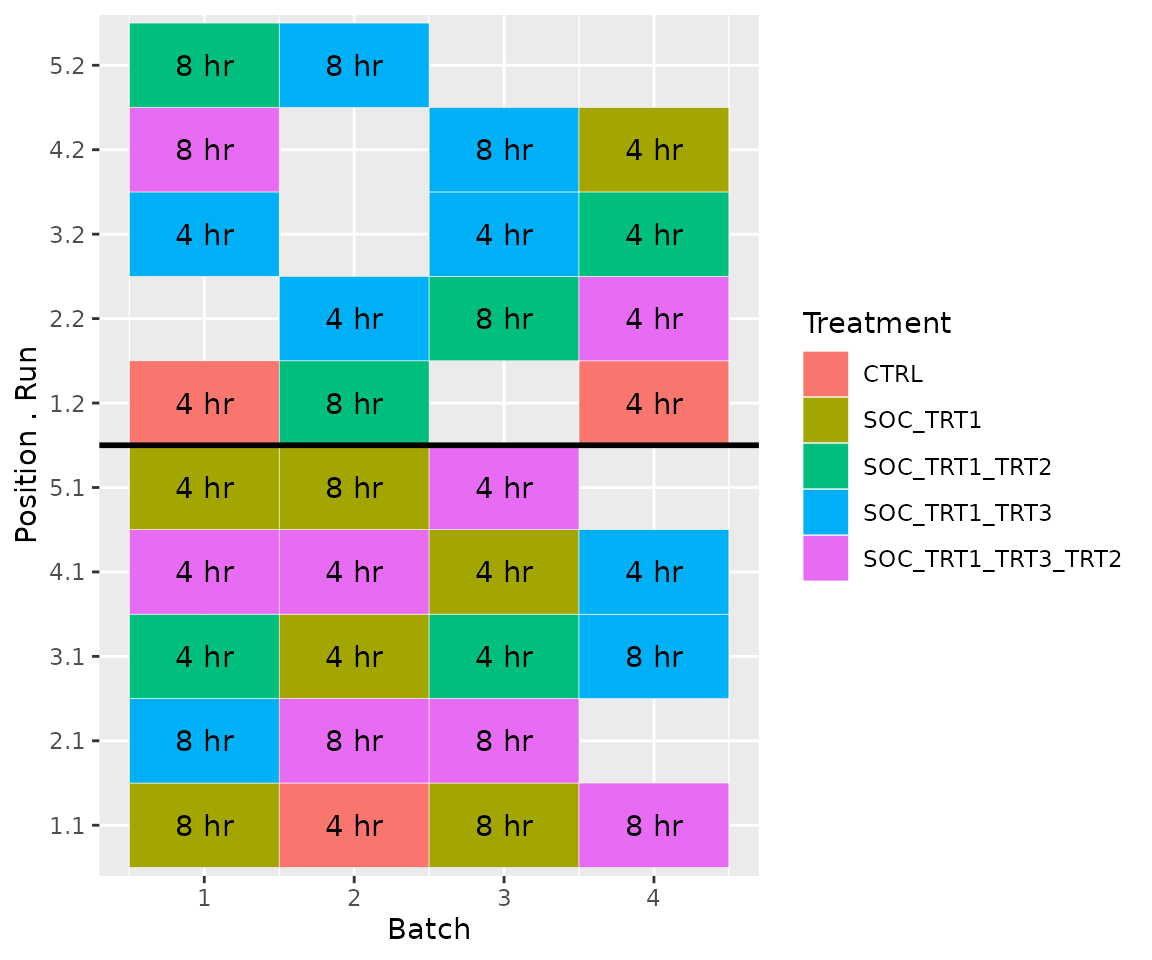 Position . Run
5.2 8 hr 8 hr
4.2 8 hr 8 hr 4 hr
3.2 4 hr 4 hr 4 hr
2.2 4 hr 8 hr 4 hr
1.2 4 hr 8 hr 4 hr
5.1 4 hr 8 hr 4 hr
4.1 4 hr 4 hr 4 hr 4 hr
3.1 4 hr 4 hr 4 hr 8 hr
2.1 8 hr 8 hr 8 hr
1.1 8 hr 4 hr 8 hr 8 hr
1 2 3 4
Batch
Treatment
CTRL
SOC_TRT1
SOC_TRT1_TRT2
SOC_TRT1_TRT3
SOC_TRT1_TRT3_TRT2